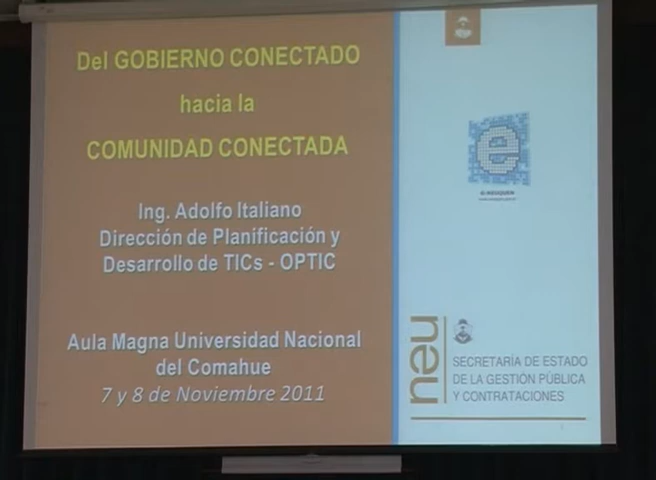 Del GOBIERNO CONECTADO
hacia la
COMUNIDAD CONECTADA
Ing. Adolfo Italiano
Dirección de Planificación y
Desarrollo de TICs - OPTIC
Aula Magna Universidad Nacional
del Comahue
7 y 8 de Noviembre 2011
e
neu
SECRETARÍA DE ESTADO
DE LA GESTIÓN PÚBLICA
Y CONTRATACIONES